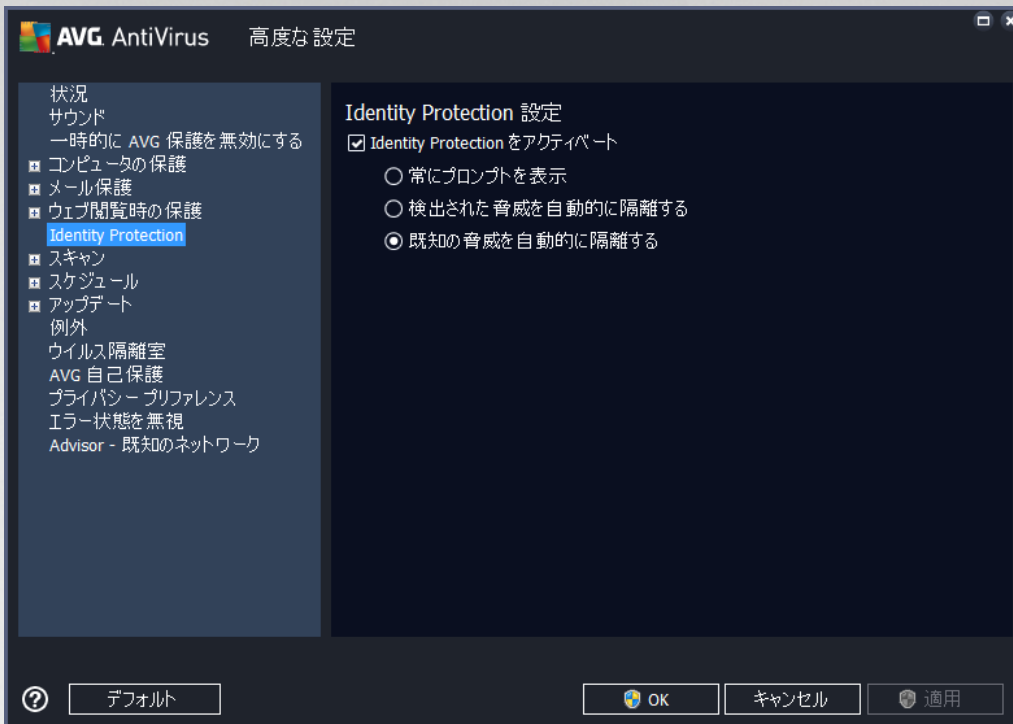 AVG. AntiVirus 高度な設定
状況
サウンド
一時的に AVG 保護を無効にする
コンピュータの保護
メール保護
ウェブ閲覧時の保護
Identity Protection
スキャン
スケジュール
アップデート
例外
ウイルス隔離室
AVG 自己保護
プライバシー プリファレンス
エラー状態を無視
Advisor - 既知のネットワーク
Identity Protection 設定
Identity Protection をアクティベート
常にプロンプトを表示
検出された脅威を自動的に隔離する
既知の脅威を自動的に隔離する
? デフォルト OK キャンセル 適用